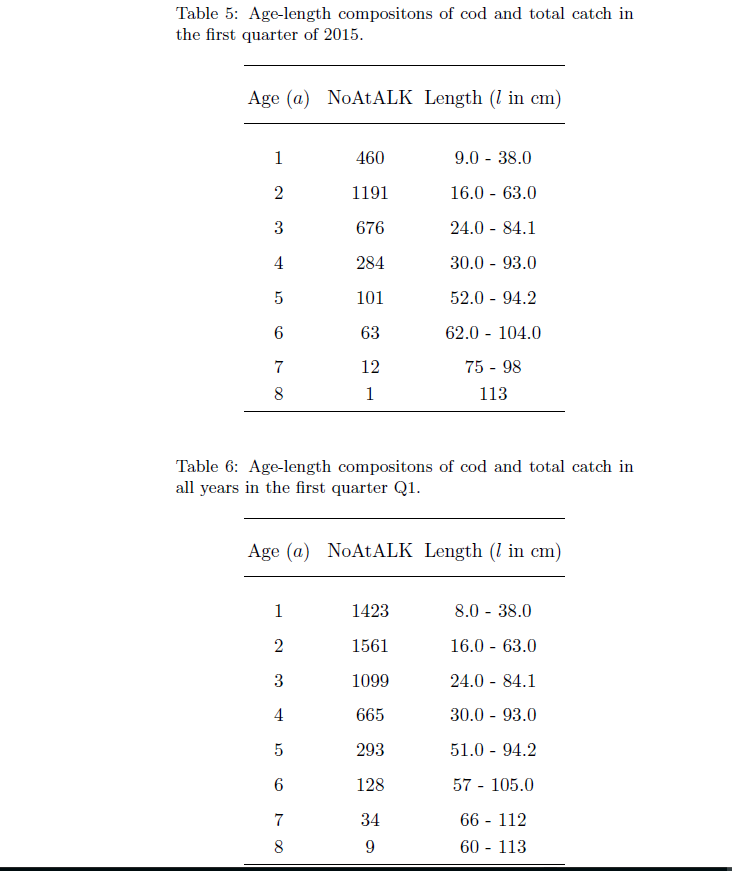 Table 5: Age-length compositons of cod and total catch in
the first quarter of 2015.
Age (a) NoAtALK Length (l in cm)
1 460 9.0 - 38.0
2 1191 16.0 - 63.0
3 676 24.0 - 84.1
4 284 30.0 - 93.0
5 101 52.0 - 94.2
6 63 62.0 - 104.0
7 12 75 - 98
8 1 113
Table 6: Age-length compositons of cod and total catch in
all years in the first quarter Q1.
Age (a) NoAtALK Length (l in cm)
1 1423 8.0 - 38.0
2 1561 16.0 - 63.0
3 1099 24.0 - 84.1
4 665 30.0 - 93.0
5 293 51.0 - 94.2
6 128 57 - 105.0
7 34 66 - 112
8 9 60 - 113